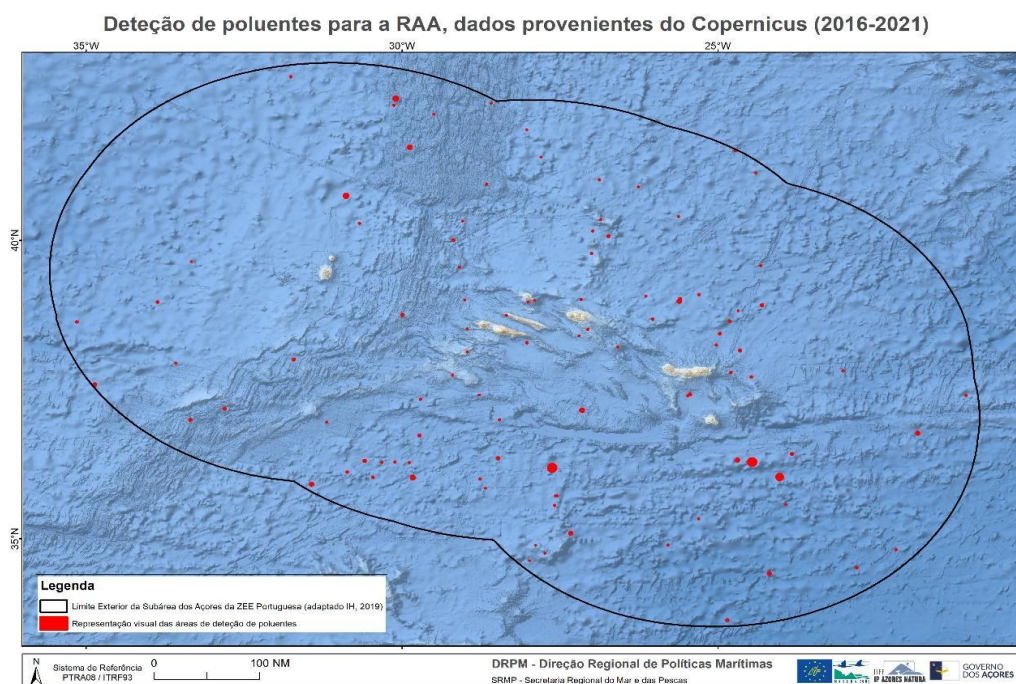 Deteção de poluentes para a RAA, dados provenientes do Copernicus (2016-2021)
35°W
30°W
25°W
40°N
35°N
Legenda
Limite Exterior da Subárea dos Açores da ZEE Portuguesa (adaptado IH, 2019)
Representação visual das áreas de deteção de poluentes
N
Sistema de Referência
PTRA08 / ITRF93
0 100 NM
DRPM - Direção Regional de Políticas Marítimas
SRMP - Secretaria Regional do Mar e das Pescas
IP AZORES NATURA
GOVERNO
DOS AÇORES